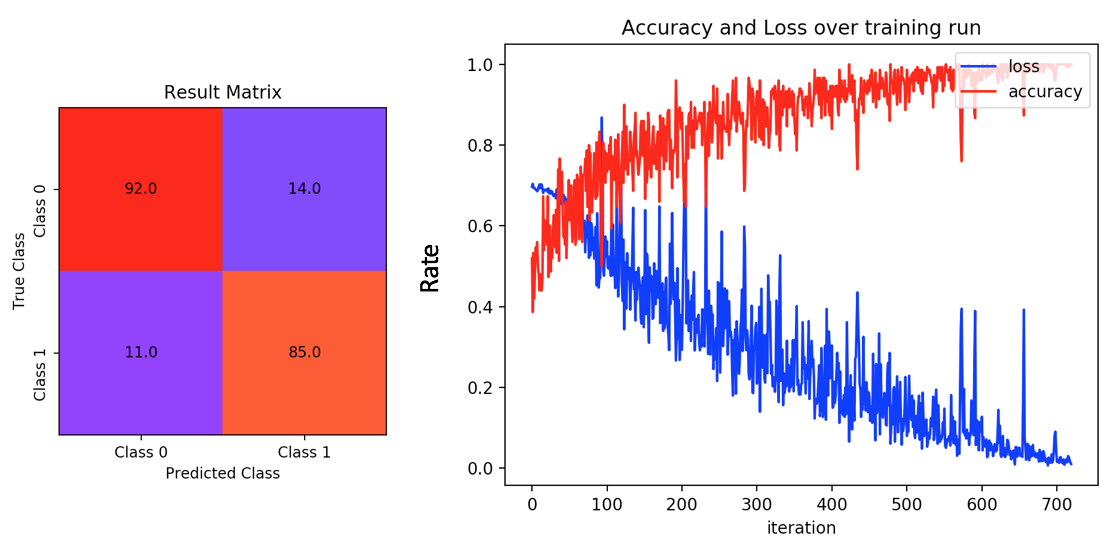 Result Matrix
True Class
Class 0
Class 1
92.0
14.0
11.0
85.0
Class 0
Class 1
Predicted Class
Accuracy and Loss over training run
Rate
1.0
0.8
0.6
0.4
0.2
0.0
loss
accuracy
0
100
200
300
400
500
600
700
iteration